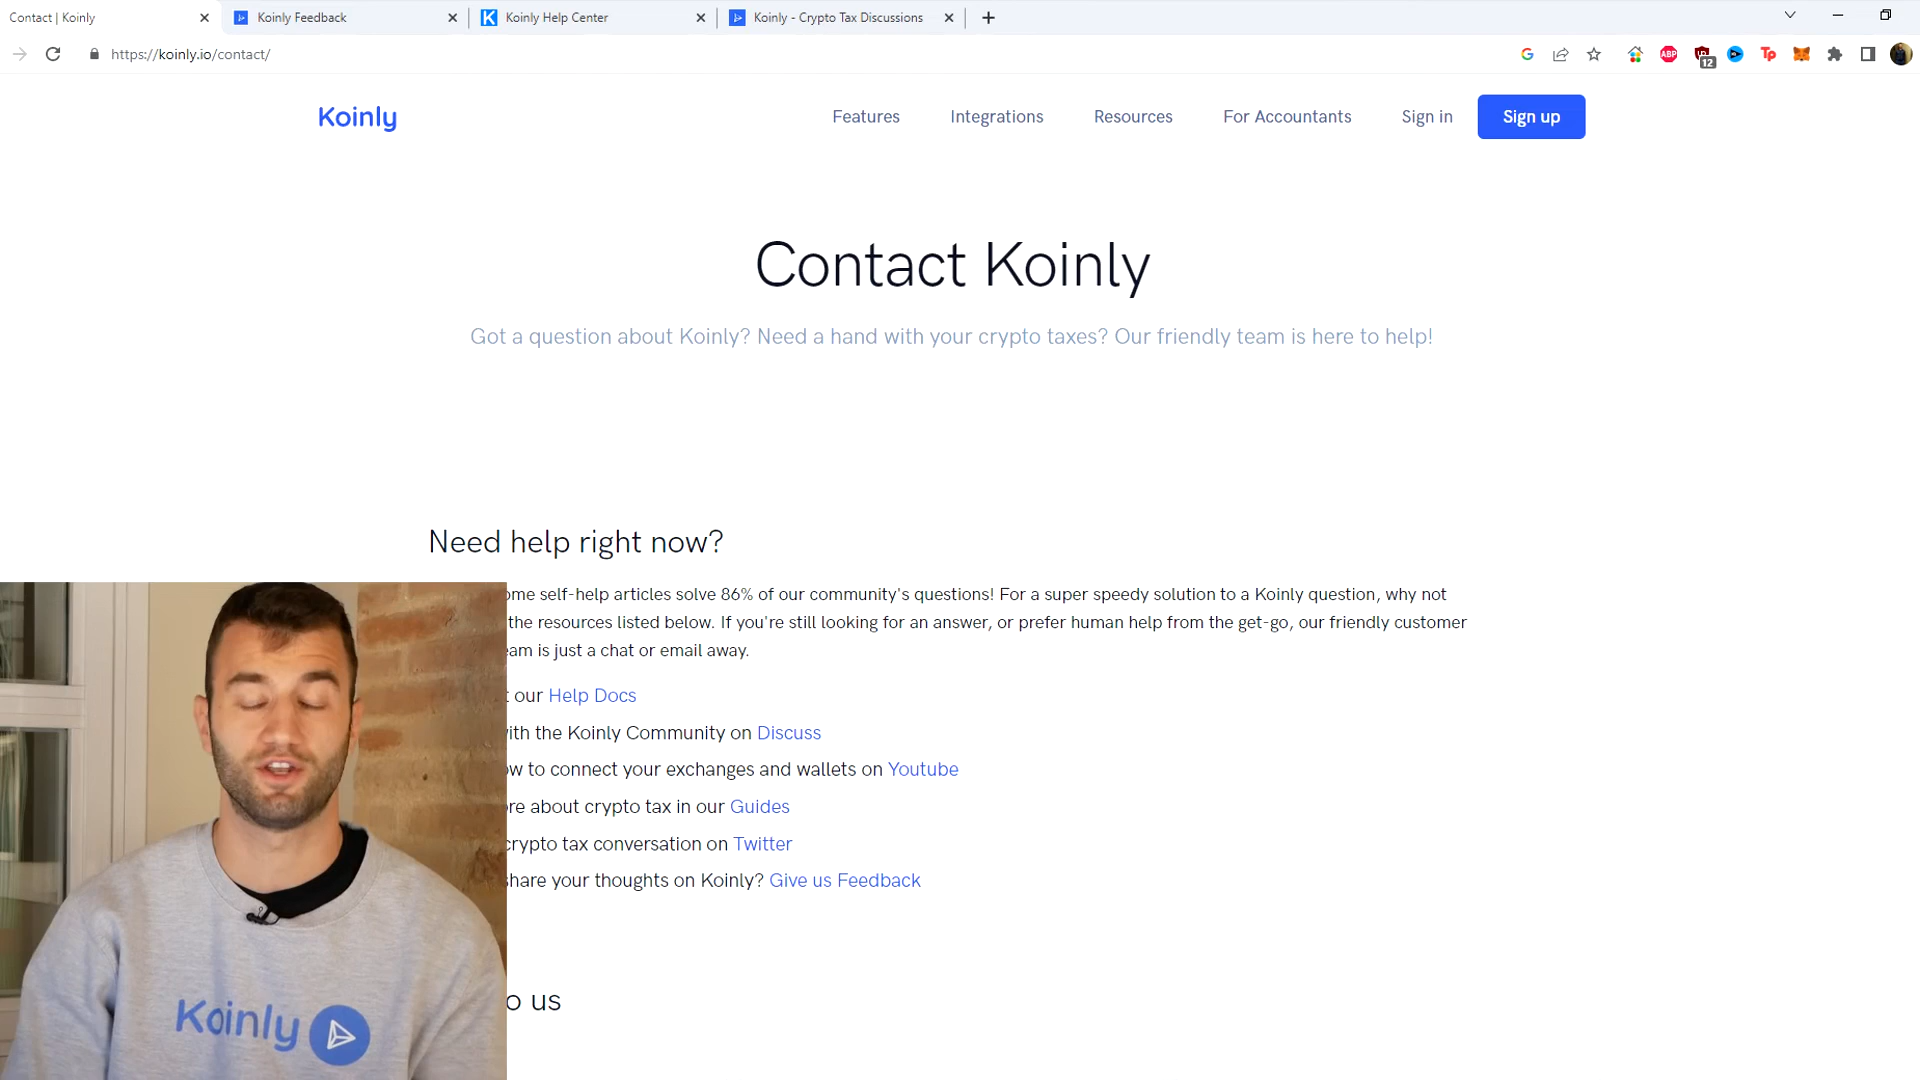 Contact | Koinly
Koinly Feedback
Koinly Help Center
Koinly - Crypto Tax Discussions
https://koinly.io/contact/
ABP
12
Tp
Koinly
Features
Integrations
Resources
For Accountants
Sign in
Sign up
Contact Koinly
Got a question about Koinly? Need a hand with your crypto taxes? Our friendly team is here to help!
Need help right now?
ome self-help articles solve 86% of our community's questions! For a super speedy solution to a Koinly question, why not
the resources listed below. If you're still looking for an answer, or prefer human help from the get-go, our friendly customer
am is just a chat or email away.
our Help Docs
ith the Koinly Community on Discuss
ow to connect your exchanges and wallets on Youtube
re about crypto tax in our Guides
crypto tax conversation on Twitter
share your thoughts on Koinly? Give us Feedback
o us
Koinly